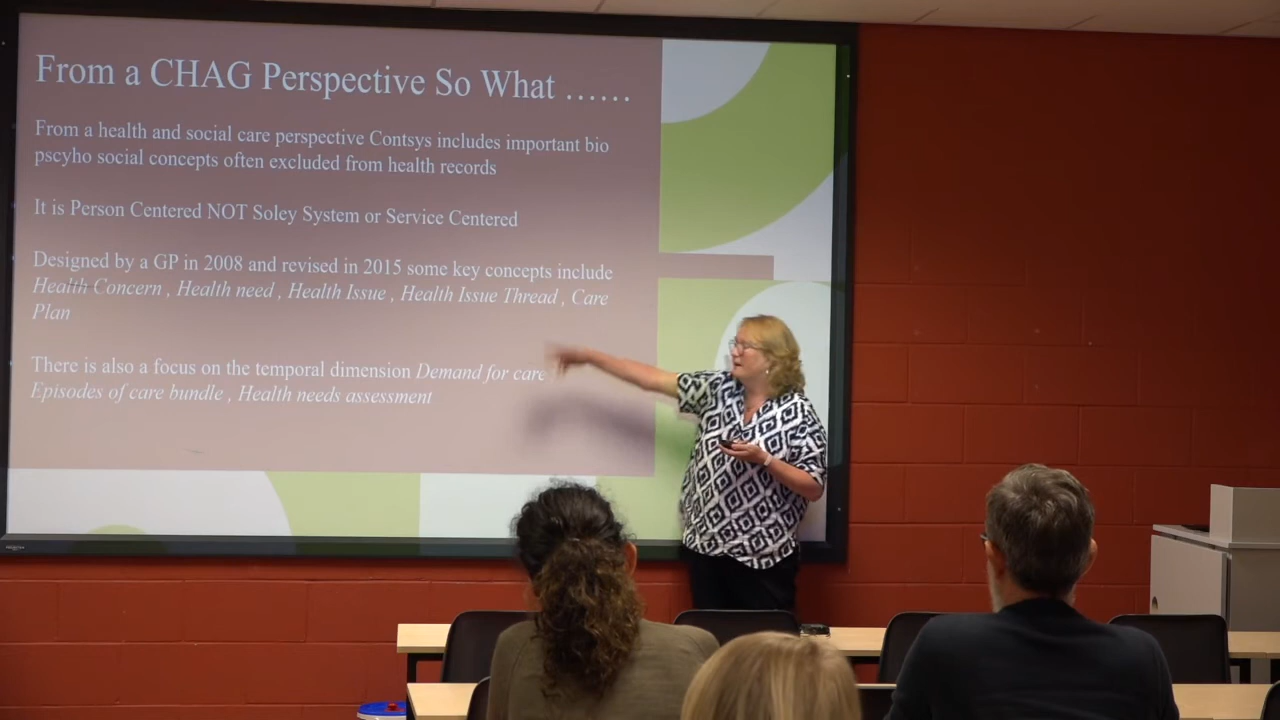 From a CHAG Perspective So What ......
From a health and social care perspective Contsys includes important bio
pscyho social concepts often excluded from health records
It is Person Centered NOT Soley System or Service Centered
Designed by a GP in 2008 and revised in 2015 some key concepts include
Health Concern , Health need , Health Issue , Health Issue Thread , Care
Plan
There is also a focus on the temporal dimension Demand for care
Episodes of care bundle , Health needs assessment